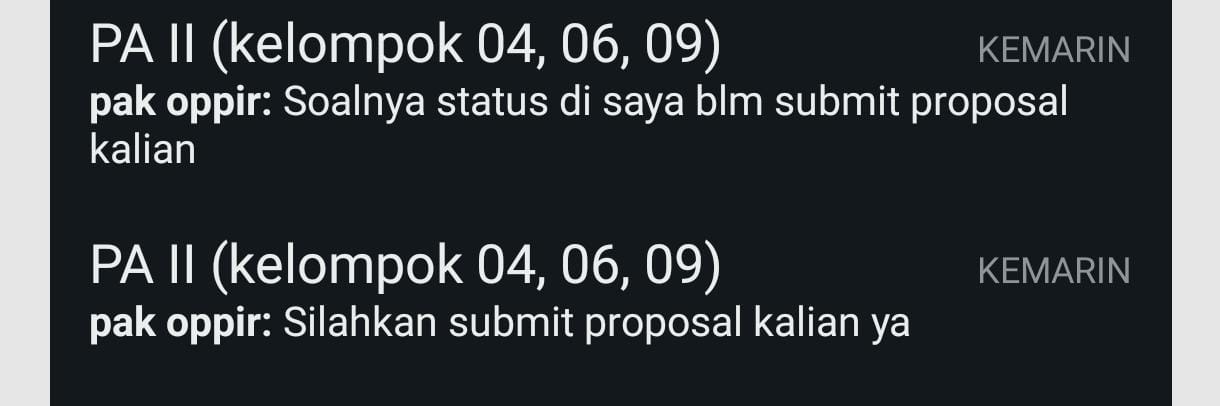 PA II (kelompok 04, 06, 09) KEMARIN
pak oppir: Soalnya status di saya blm submit proposal
kalian
PA II (kelompok 04, 06, 09) KEMARIN
pak oppir: Silahkan submit proposal kalian ya